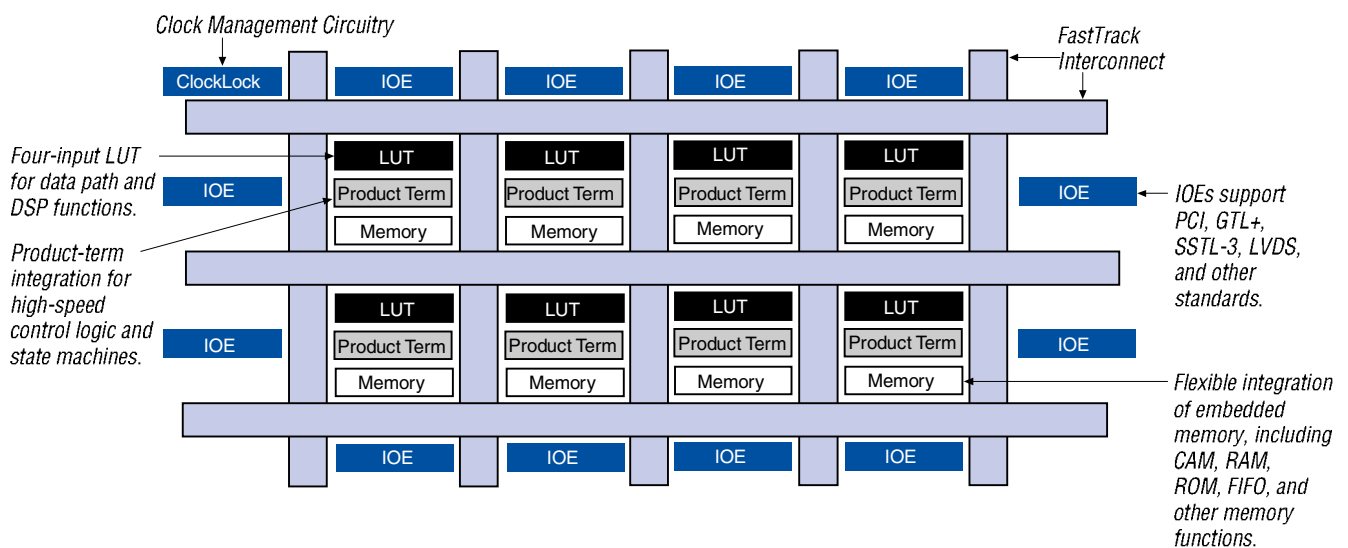 Clock Management Circuitry
FastTrack
Interconnect
ClockLock
IOE
IOE
IOE
IOE
Four-input LUT
for data path and
DSP functions.
LUT
LUT
LUT
LUT
IOE
Product Term
Product Term
Product Term
Product Term
IOE
IOEs support
PCI, GTL+,
SSTL-3, LVDS,
and other
standards.
Memory
Memory
Memory
Memory
Product-term
integration for
high-speed
control logic and
state machines.
LUT
LUT
LUT
LUT
IOE
Product Term
Product Term
Product Term
Product Term
IOE
Memory
Memory
Memory
Memory
Flexible integration
of embedded
memory, including
CAM, RAM,
ROM, FIFO, and
other memory
functions.
IOE
IOE
IOE
IOE